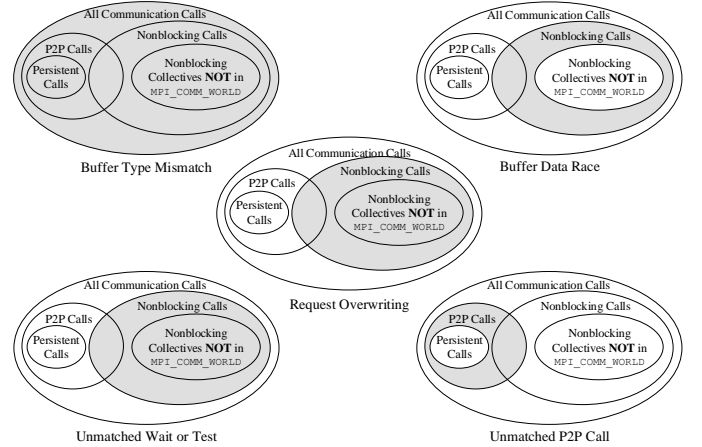 All Communication Calls
Nonblocking Calls
P2P Calls
Persistent
Calls
Nonblocking
Collectives NOT in
MPI_COMM_WORLD
Buffer Type Mismatch
All Communication Calls
Nonblocking Calls
P2P Calls
Persistent
Calls
Nonblocking
Collectives NOT in
MPI_COMM_WORLD
Buffer Data Race
All Communication Calls
Nonblocking Calls
P2P Calls
Persistent
Calls
Nonblocking
Collectives NOT in
MPI_COMM_WORLD
Request Overwriting
All Communication Calls
Nonblocking Calls
P2P Calls
Persistent
Calls
Nonblocking
Collectives NOT in
MPI_COMM_WORLD
Unmatched Wait or Test
All Communication Calls
Nonblocking Calls
P2P Calls
Persistent
Calls
Nonblocking
Collectives NOT in
MPI_COMM_WORLD
Unmatched P2P Call